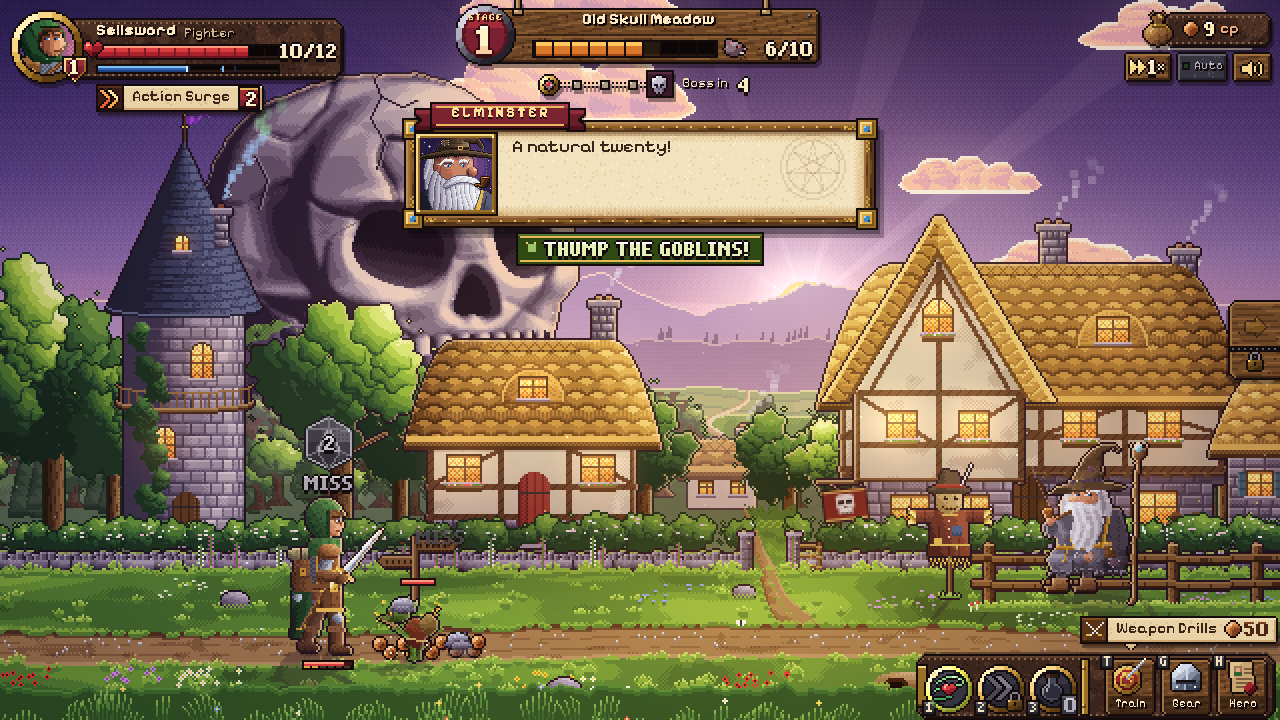 Sellsword Fighter
10/12
1
Action Surge 2
STAGE
1
Old Skull Meadow
6/10
Boss in 4
9 cp
1x
Auto
ELMINSTER
A natural twenty!
THUMP THE GOBLINS!
2
MISS
Weapon Drills 50
T G H
1 2 3 0
Train Gear Hero